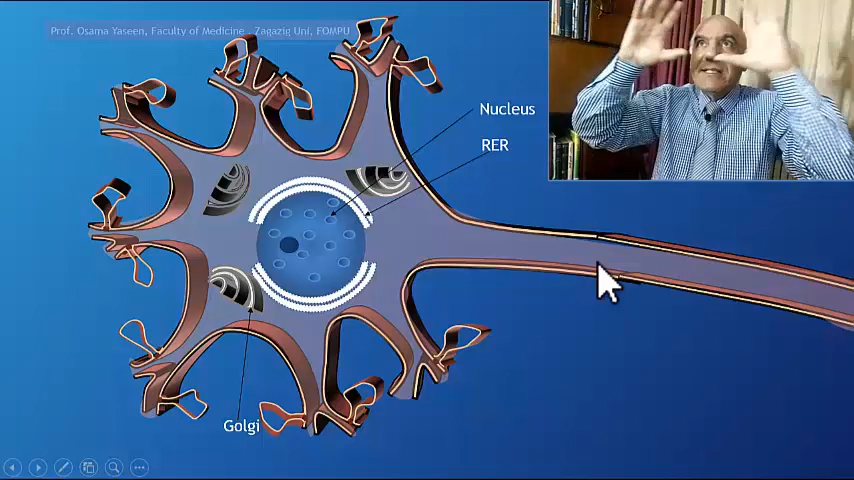 Prof. Osama Yaseen, Faculty of Medicine . Zagazig Uni, FOMPU
Nucleus
RER
Golgi